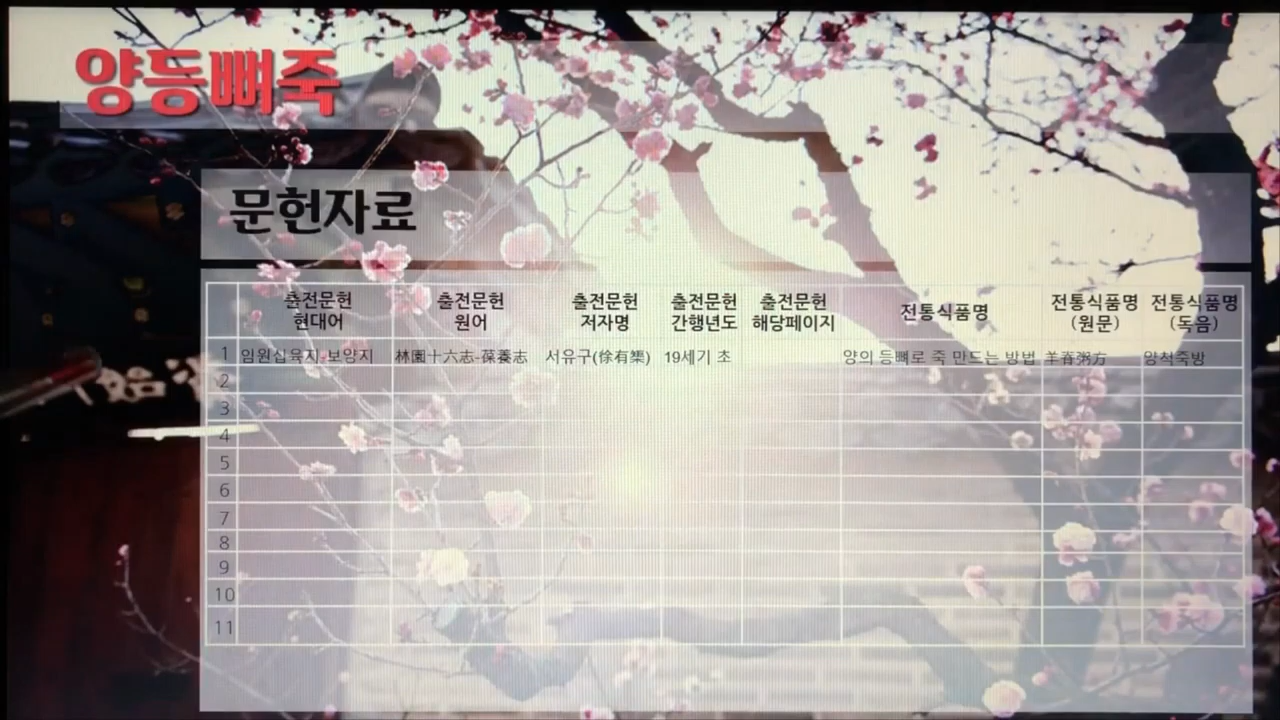 양등뼈죽
문헌자료
출전문헌 현대어 출전문헌 원어 출전문헌 저자명 출전문헌 간행년도 출전문헌 해당페이지 전통식품명 전통식품명 (원문) 전통식품명 (독음)
1 임원십육지-보양지 林園十六志-葆養志 서유구(徐有榘) 19세기 초 양의 등뼈로 죽 만드는 방법 羊脊粥方 양척죽방
2
3
4
5
6
7
8
9
10
11